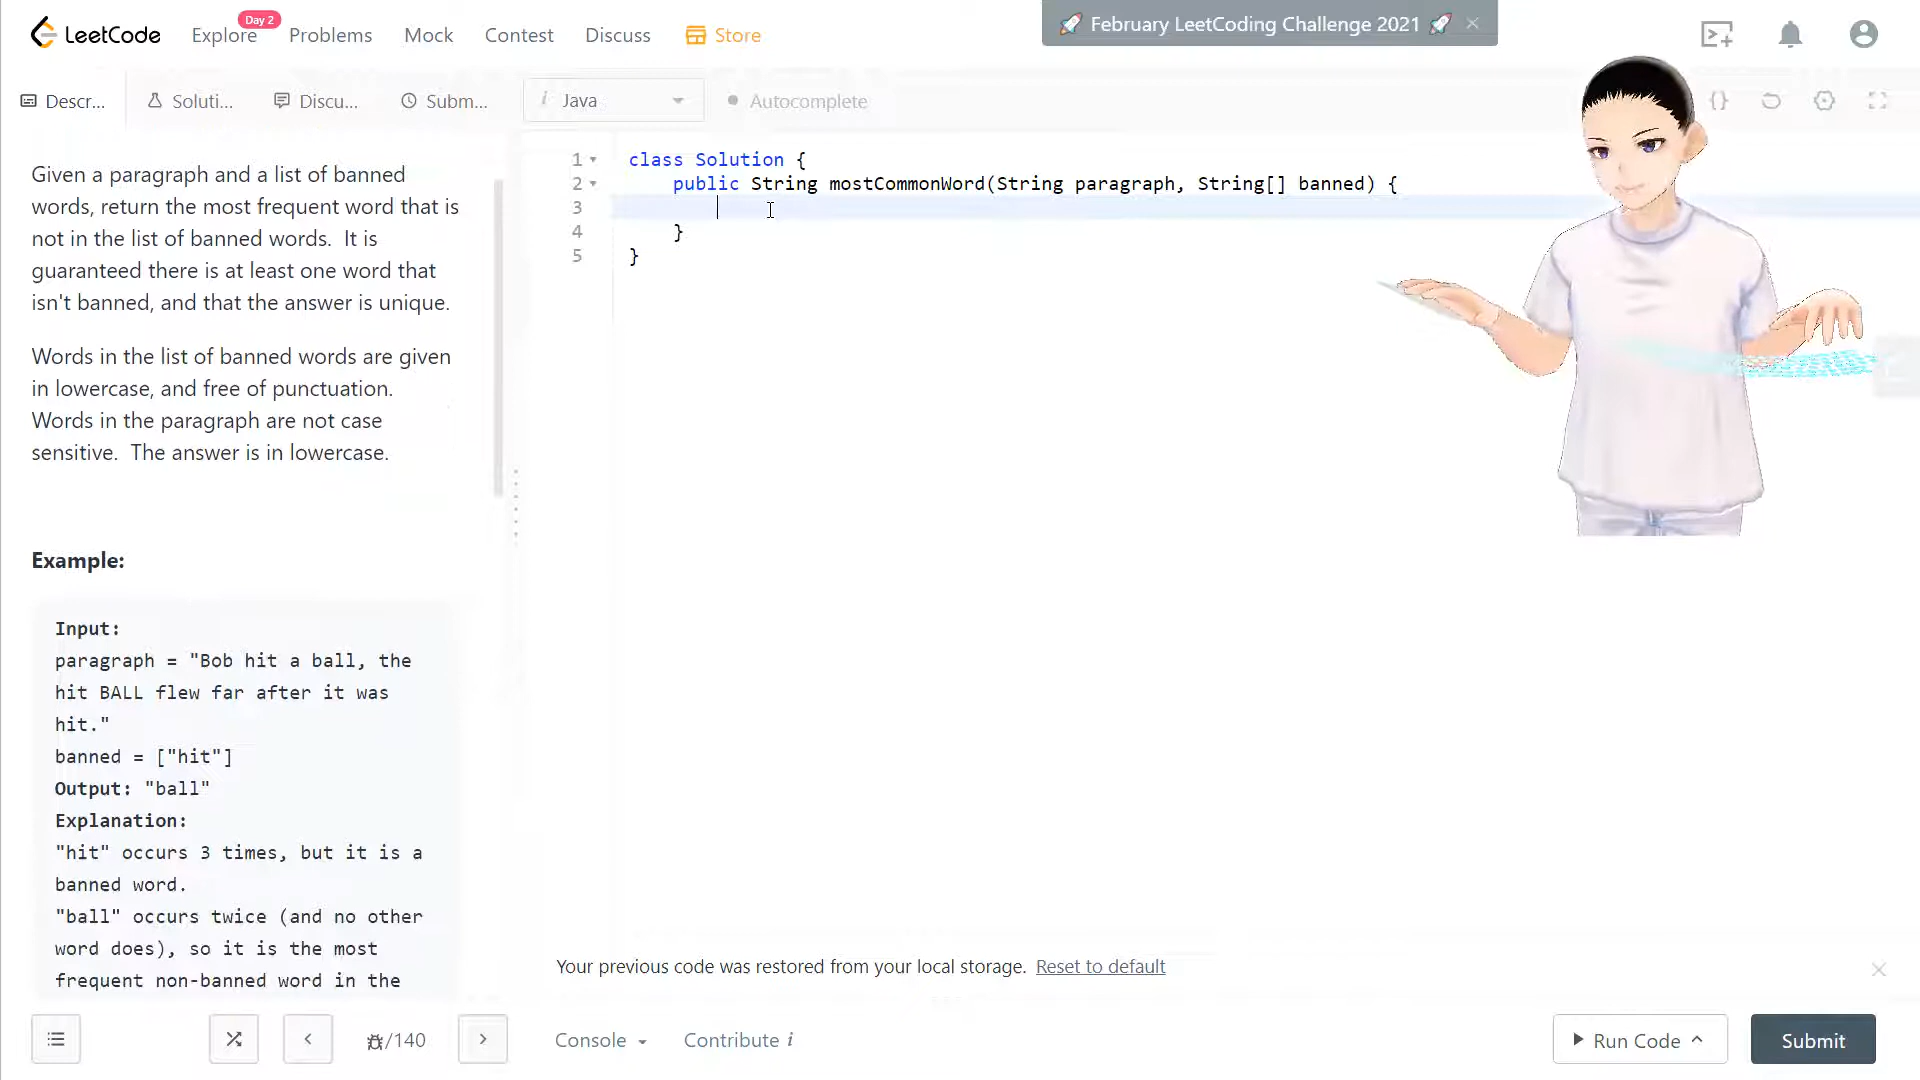 LeetCode
Explore
Day 2
Problems
Mock
Contest
Discuss
Store
🚀 February LeetCoding Challenge 2021 🚀
Descr...
Soluti...
Discu...
Subm...
i Java
Autocomplete
Given a paragraph and a list of banned
words, return the most frequent word that is
not in the list of banned words.  It is
guaranteed there is at least one word that
isn't banned, and that the answer is unique.
Words in the list of banned words are given
in lowercase, and free of punctuation.
Words in the paragraph are not case
sensitive.  The answer is in lowercase.
Example:
Input:
paragraph = "Bob hit a ball, the
hit BALL flew far after it was
hit."
banned = ["hit"]
Output: "ball"
Explanation:
"hit" occurs 3 times, but it is a
banned word.
"ball" occurs twice (and no other
word does), so it is the most
frequent non-banned word in the
1 class Solution {
2 public String mostCommonWord(String paragraph, String[] banned) {
3
4 }
5 }
Your previous code was restored from your local storage. Reset to default
/140
Console
Contribute i
Run Code
Submit